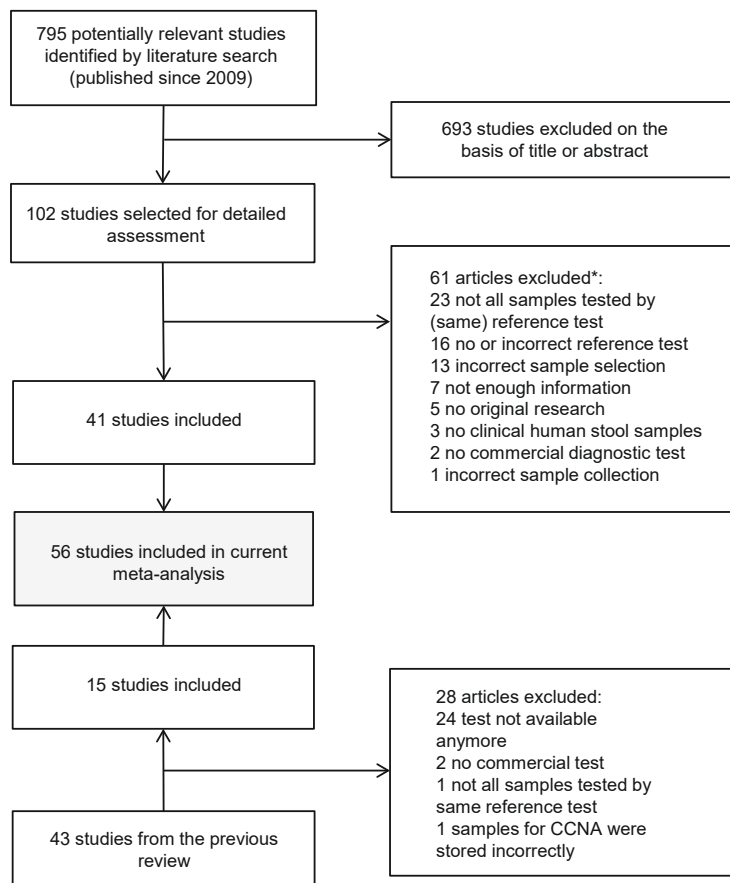 795 potentially relevant studies
identified by literature search
(published since 2009)
693 studies excluded on the
basis of title or abstract
102 studies selected for detailed
assessment
61 articles excluded*:
23 not all samples tested by
(same) reference test
16 no or incorrect reference test
13 incorrect sample selection
7 not enough information
5 no original research
3 no clinical human stool samples
2 no commercial diagnostic test
1 incorrect sample collection
41 studies included
56 studies included in current
meta-analysis
15 studies included
28 articles excluded:
24 test not available
anymore
2 no commercial test
1 not all samples tested by
same reference test
1 samples for CCNA were
stored incorrectly
43 studies from the previous
review